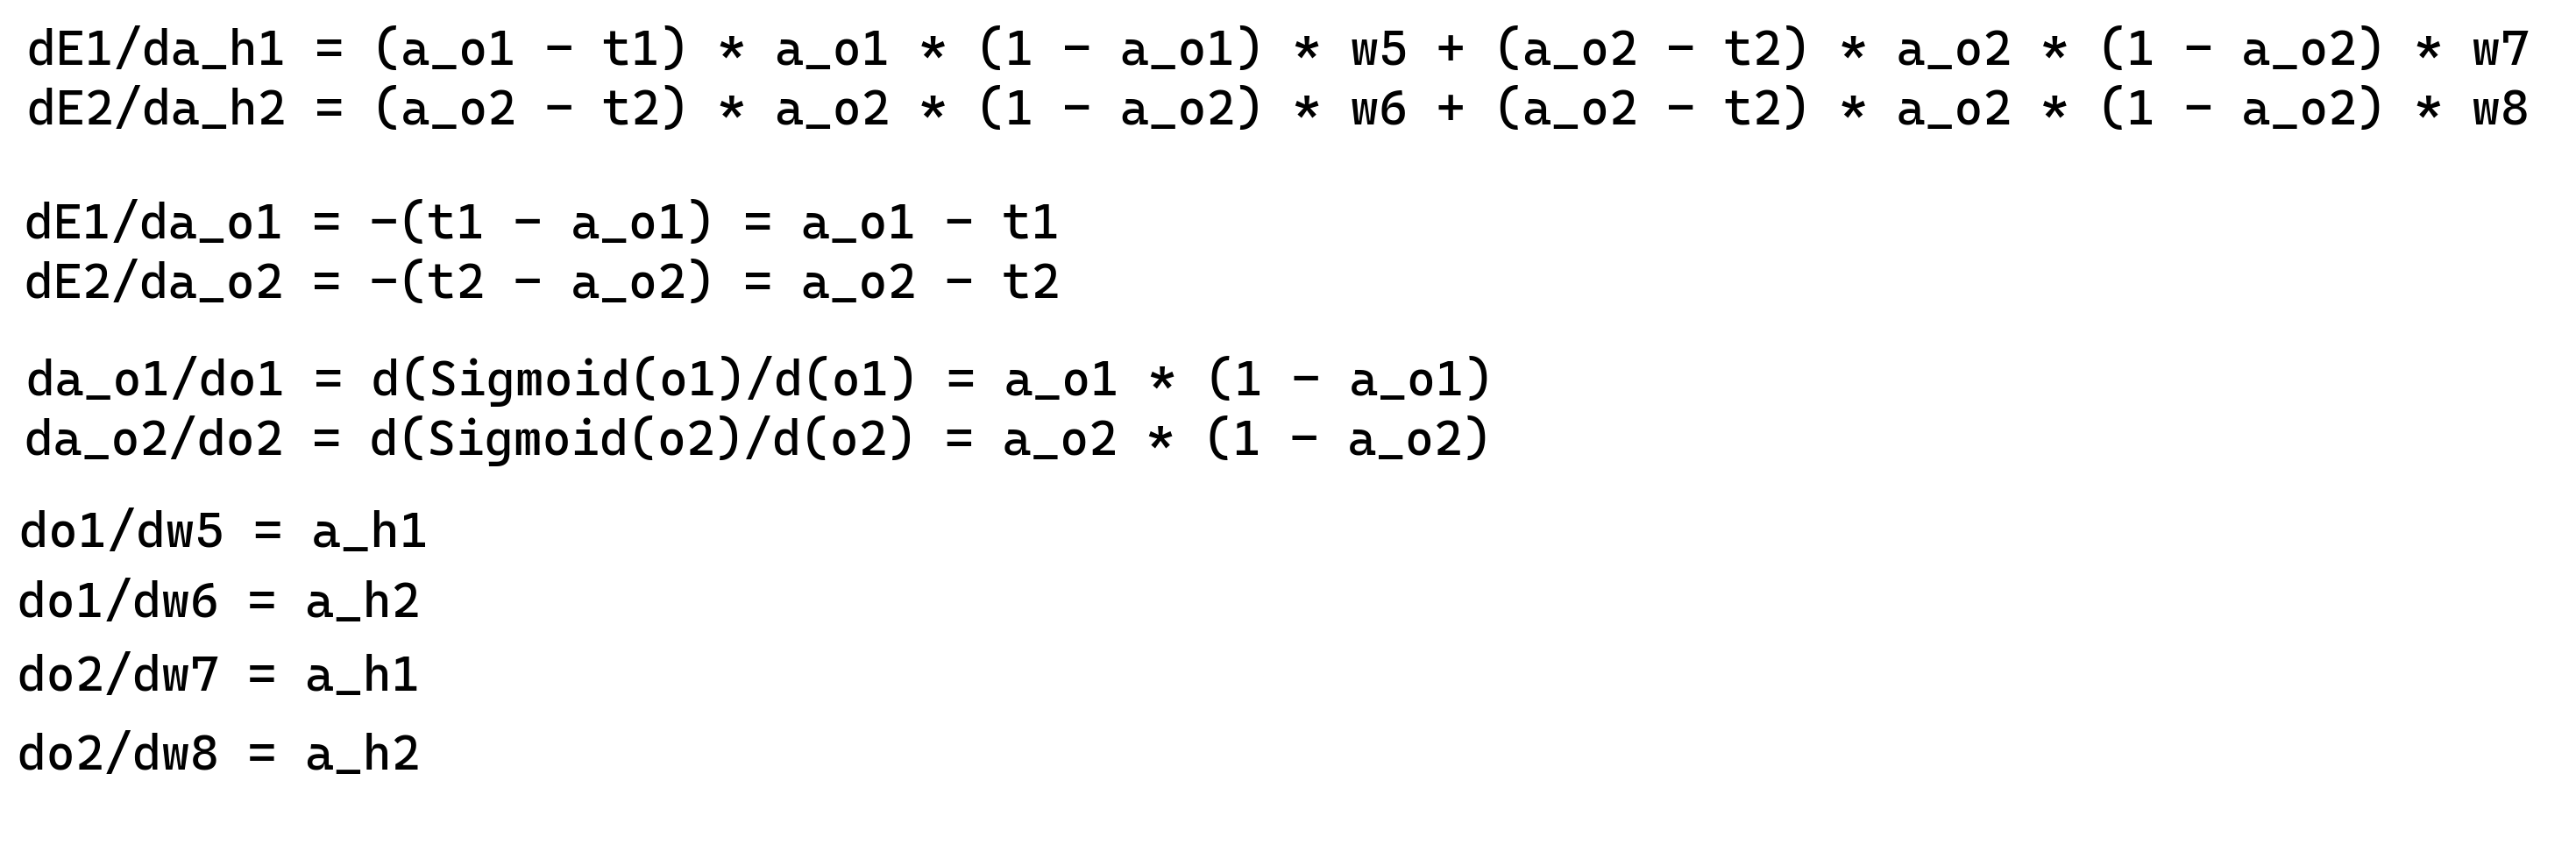 dE1/da_h1 = (a_o1 − t1) * a_o1 * (1 − a_o1) * w5 + (a_o2 − t2) * a_o2 * (1 − a_o2) * w7
dE2/da_h2 = (a_o2 − t2) * a_o2 * (1 − a_o2) * w6 + (a_o2 − t2) * a_o2 * (1 − a_o2) * w8
dE1/da_o1 = −(t1 − a_o1) = a_o1 − t1
dE2/da_o2 = −(t2 − a_o2) = a_o2 − t2
da_o1/do1 = d(Sigmoid(o1)/d(o1) = a_o1 * (1 − a_o1)
da_o2/do2 = d(Sigmoid(o2)/d(o2) = a_o2 * (1 − a_o2)
do1/dw5 = a_h1
do1/dw6 = a_h2
do2/dw7 = a_h1
do2/dw8 = a_h2